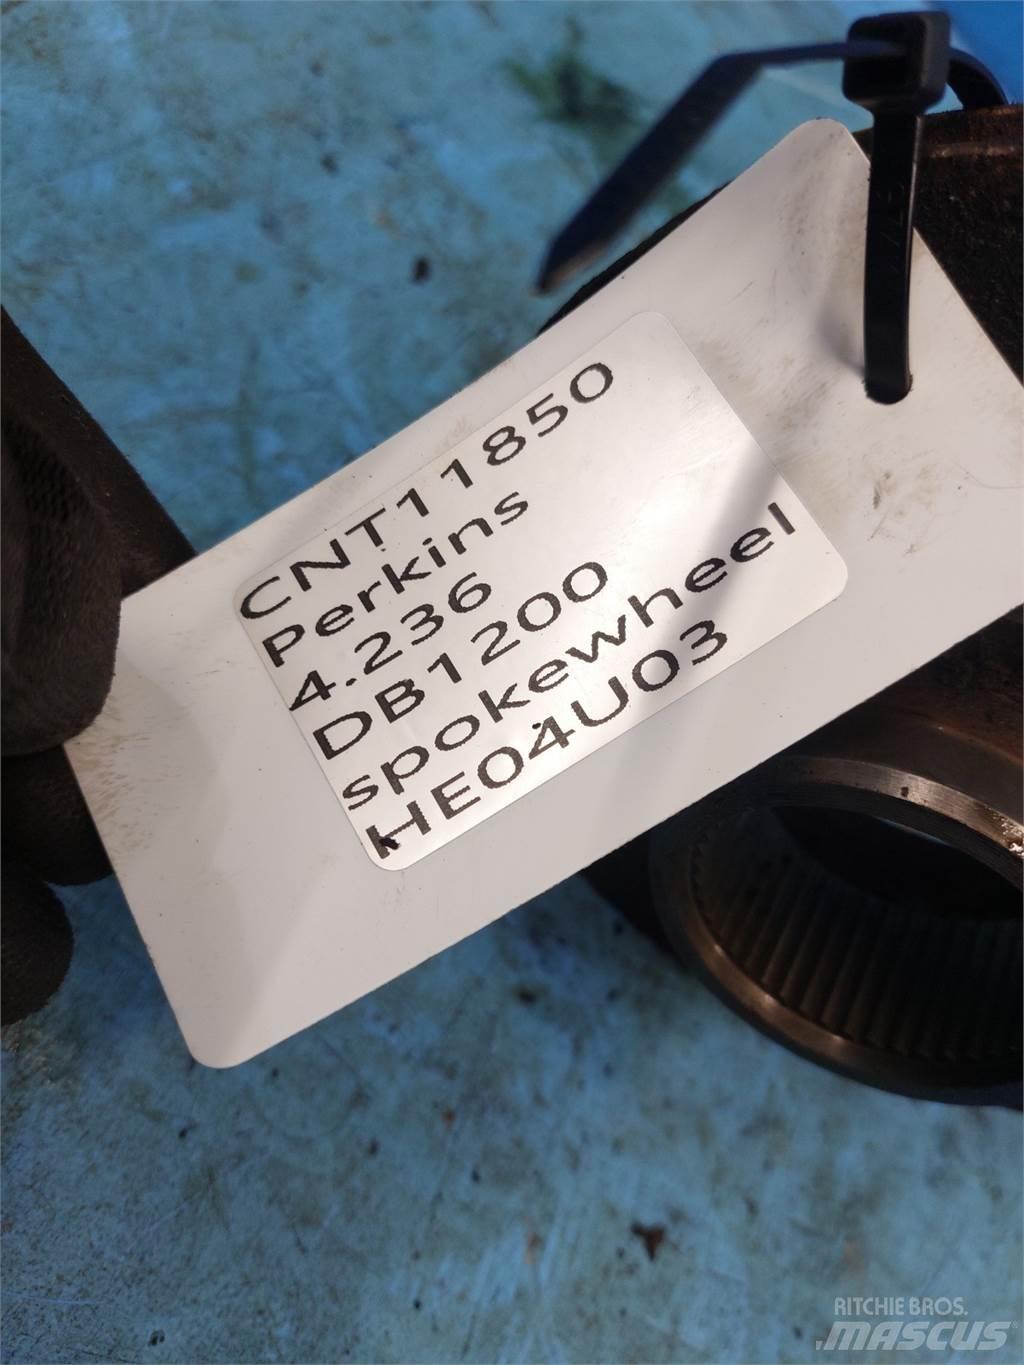 CNT11850
Perkins
4.236
DB1200
spokewheel
HE04U03
RITCHIE BROS.
.MASCUS